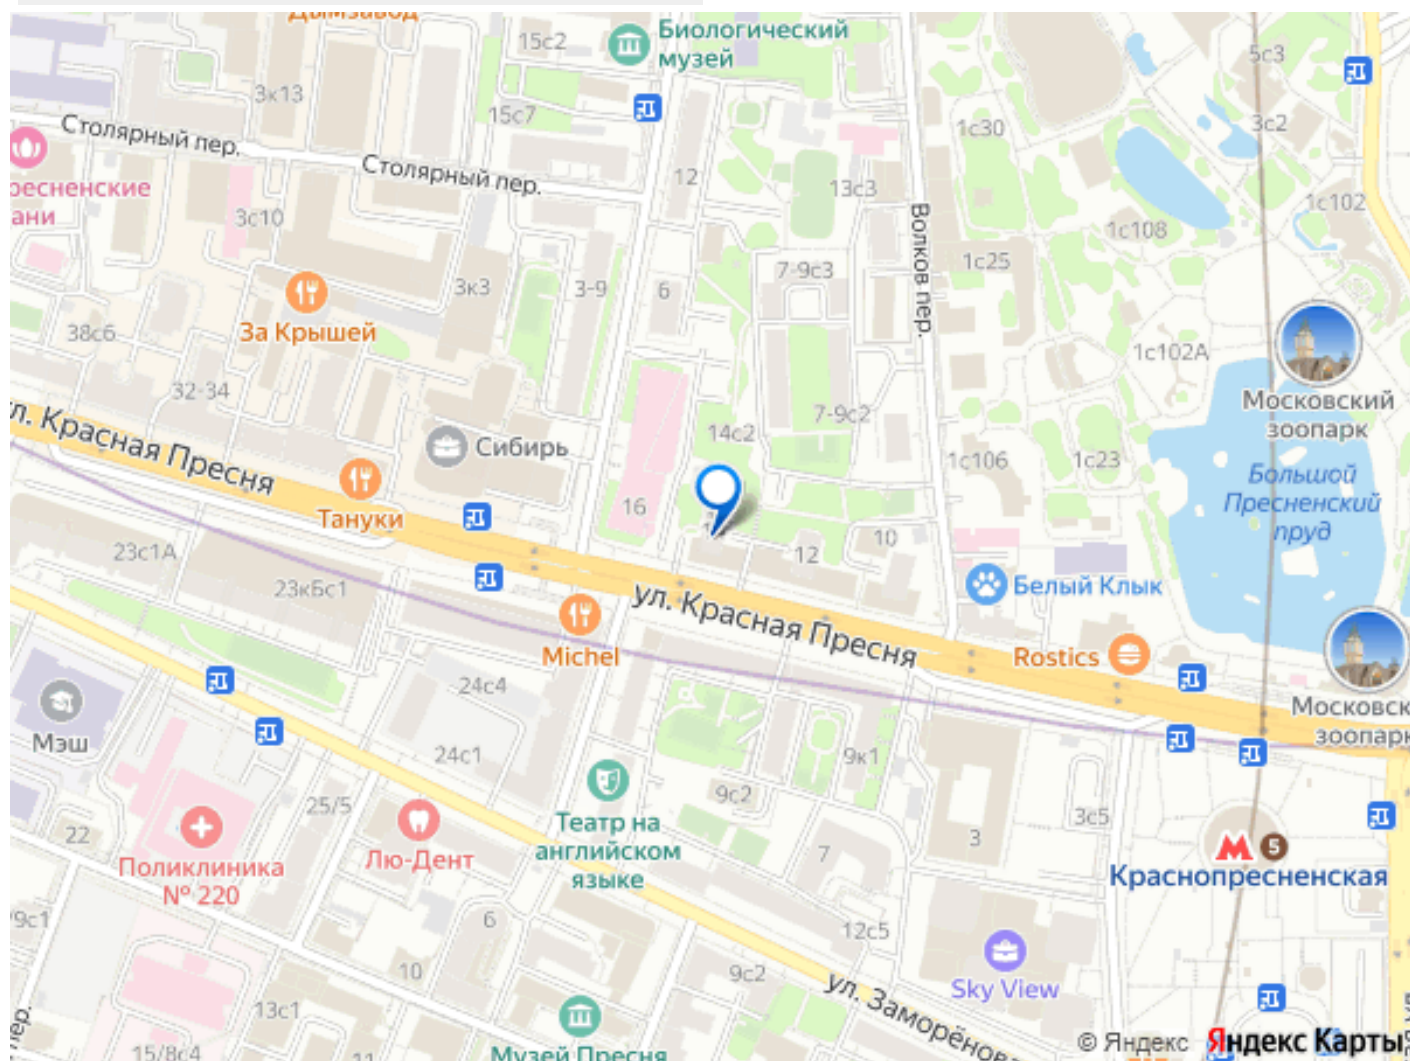 Дымзавод
Биологический
музей
15с2
5с3
3к13
15с7
3с2
1с30
Столярный пер.
Столярный пер.
12
13с3
ресненские
ани
3с10
1с102
1с108
Волков пер.
1с25
7-9с3
3к3
3-9
6
За Крышей
38с6
1с102А
32-34
Московский
зоопарк
7-9с2
14с2
ул. Красная Пресня
Сибирь
1с106
1с23
Большой
Пресненский
пруд
16
Тануки
12
10
23с1А
23кБс1
Белый Клык
ул. Красная Пресня
Michel
Rostics
24с4
Московск
зоопарк
Мэш
24с1
9к1
9с2
25/5
3с5
22
Театр на
английском
языке
3
7
5
Лю-Дент
Поликлиника
№ 220
Краснопресненская
9с1
6
12с5
10
9с2
Sky View
ул. Заморёнова
13с1
пер.
Музей Пресня
15/8с4
11
© Яндекс
Яндекс Карты